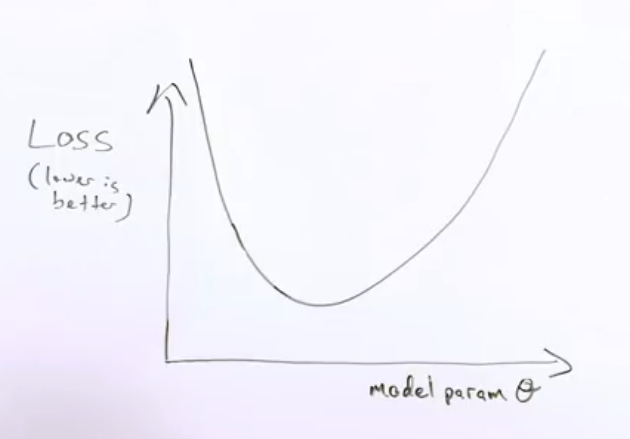 Loss
(lower is
better)
model param θ